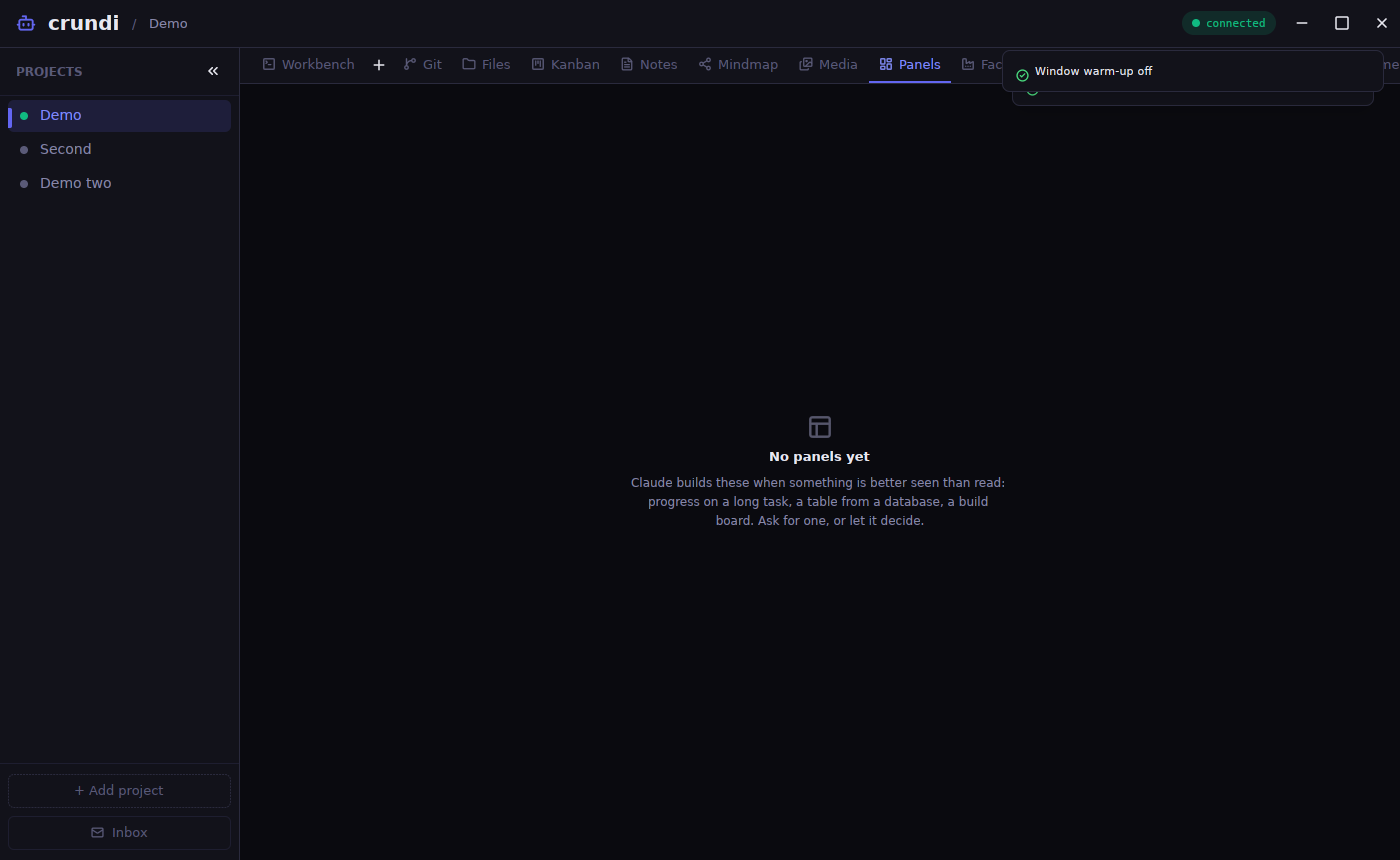 crundi / Demo
connected
PROJECTS
Workbench
Git
Files
Kanban
Notes
Mindmap
Media
Panels
Window warm-up off
Demo
Second
Demo two
No panels yet
Claude builds these when something is better seen than read:
progress on a long task, a table from a database, a build
board. Ask for one, or let it decide.
+ Add project
Inbox